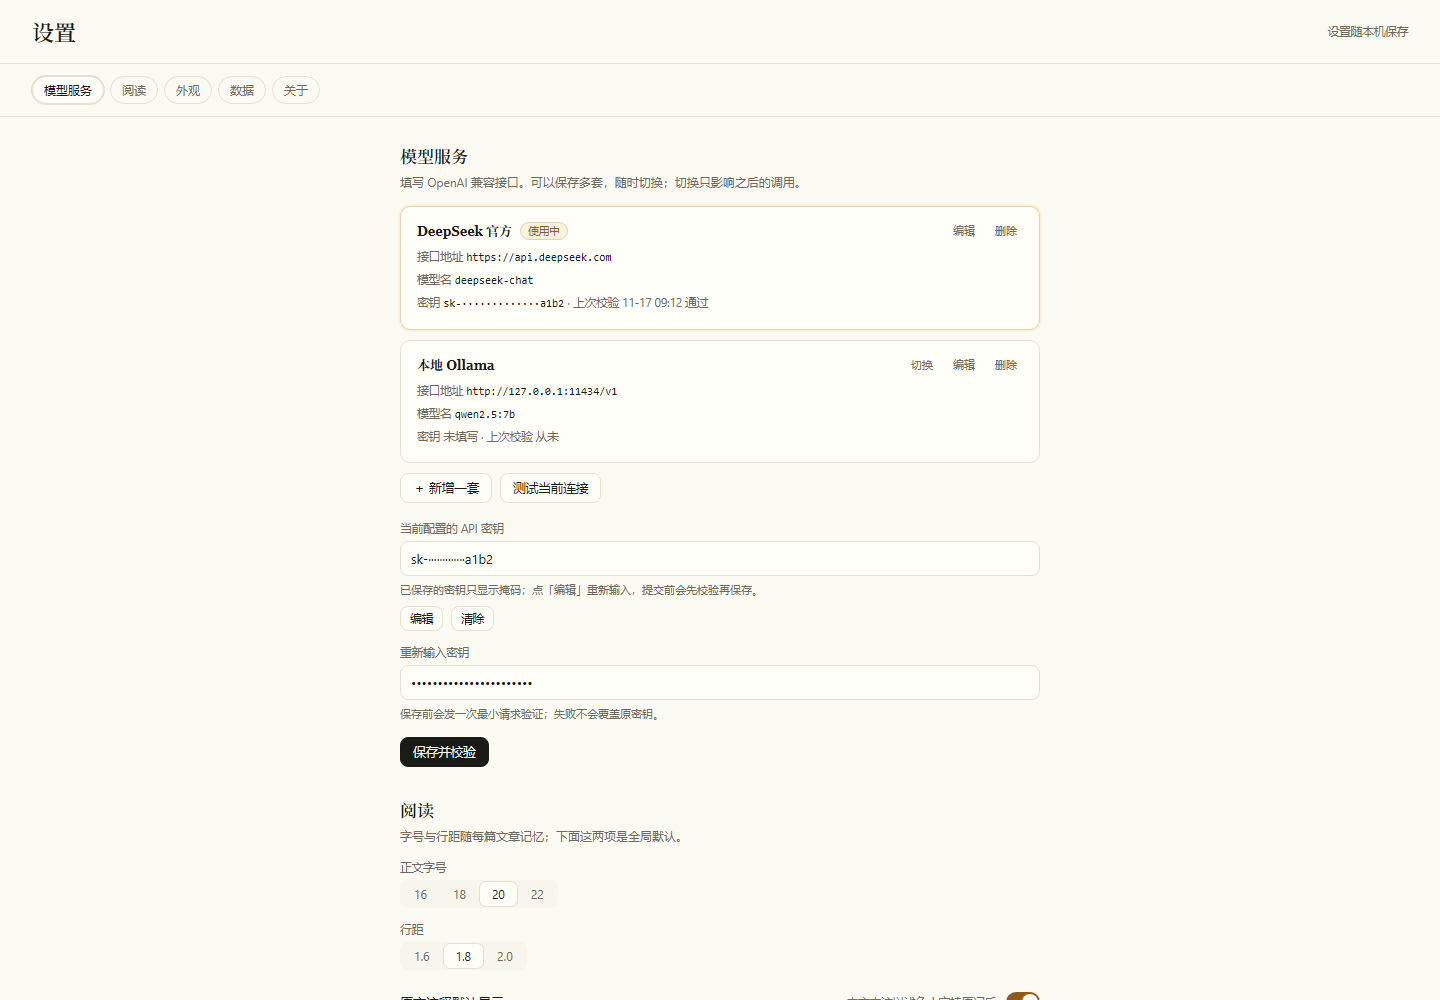 设置
设置随本机保存
模型服务
阅读
外观
数据
关于
模型服务
填写 OpenAI 兼容接口。可以保存多套，随时切换；切换只影响之后的调用。
DeepSeek 官方 使用中 编辑 删除
接口地址 https://api.deepseek.com
模型名 deepseek-chat
密钥 sk-··············a1b2 · 上次校验 11-17 09:12 通过
本地 Ollama 切换 编辑 删除
接口地址 http://127.0.0.1:11434/v1
模型名 qwen2.5:7b
密钥 未填写 · 上次校验 从未
+ 新增一套 测试当前连接
当前配置的 API 密钥
sk-··············a1b2
已保存的密钥只显示掩码；点「编辑」重新输入，提交前会先校验再保存。
编辑 清除
重新输入密钥
•••••••••••••••••••••••
保存前会发一次最小请求验证；失败不会覆盖原密钥。
保存并校验
阅读
字号与行距随每篇文章记忆；下面这两项是全局默认。
正文字号
16 18 20 22
行距
1.6 1.8 2.0